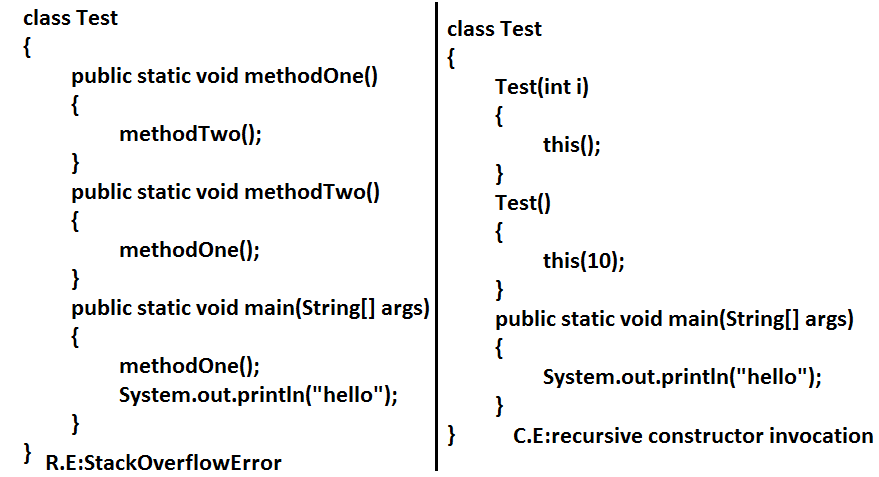 class Test
{
public static void methodOne()
{
methodTwo();
}
public static void methodTwo()
{
methodOne();
}
public static void main(String[] args)
{
methodOne();
System.out.println("hello");
}
}
R.E:StackOverflowError
class Test
{
Test(int i)
{
this();
}
Test()
{
this(10);
}
public static void main(String[] args)
{
System.out.println("hello");
}
}
C.E:recursive constructor invocation